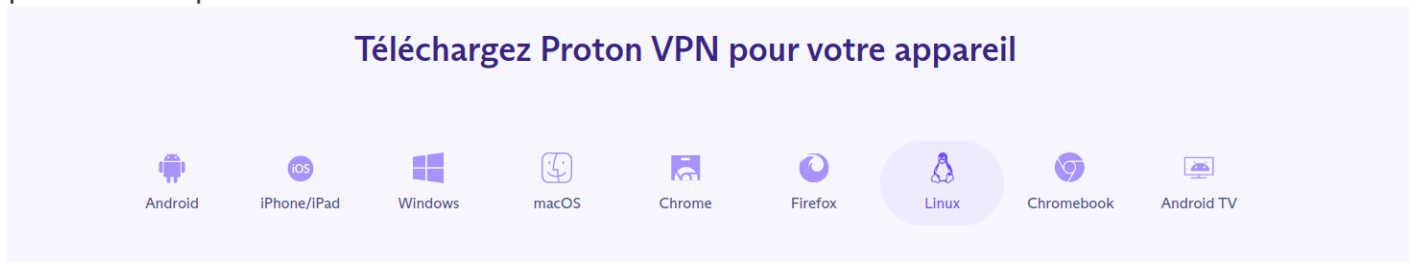 Téléchargez Proton VPN pour votre appareil
iOS
Android iPhone/iPad Windows macOS Chrome Firefox Linux Chromebook Android TV